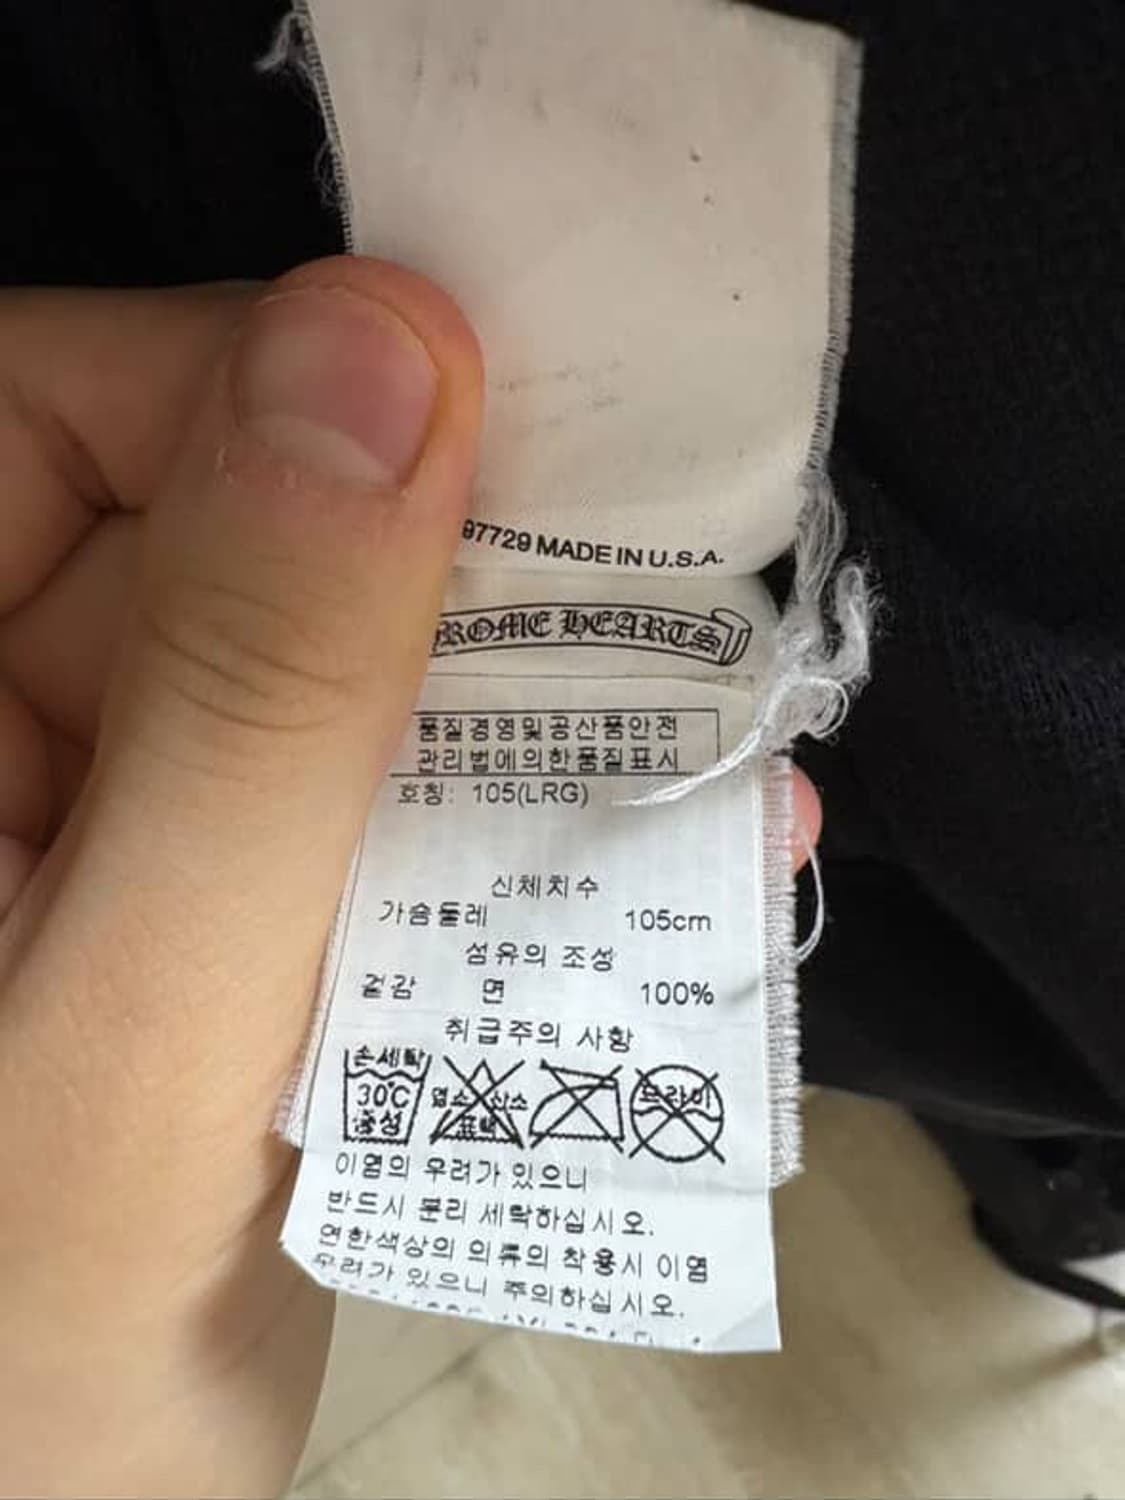 97729 MADE IN U.S.A.
ROME HEARTS
품질경영및공산품안전
관리법에의한품질표시
호칭: 105(LRG)
신체치수
가슴둘레 105cm
섬유의 조성
겉감 면 100%
취급주의 사항
손세탁
30℃
중성
염소 산소
표백
드라이
이염의 우려가 있으니
반드시 분리 세탁하십시오.
연한색상의 의류의 착용시 이염
우려가 있으니 주의하십시오.